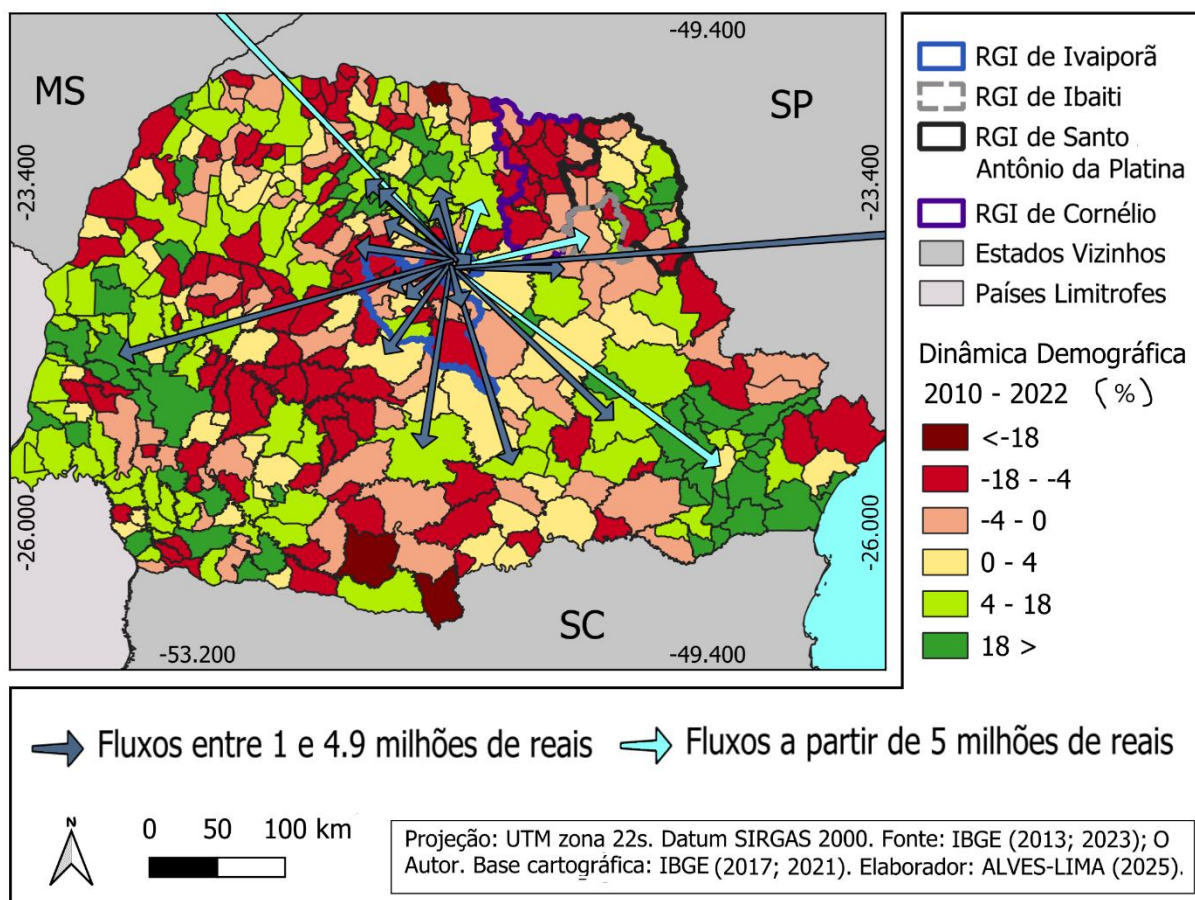 -49.400
MS
SP
-23.400
-23.400
-26.000
-26.000
SC
-53.200
-49.400
RGI de Ivaiporã
RGI de Ibaiti
RGI de Santo
Antônio da Platina
RGI de Cornélio
Estados Vizinhos
Países Limitrofes
Dinâmica Demográfica
2010 - 2022 (%)
<-18
-18 - -4
-4 - 0
0 - 4
4 - 18
18 >
Fluxos entre 1 e 4.9 milhões de reais
Fluxos a partir de 5 milhões de reais
N
0 50 100 km
Projeção: UTM zona 22s. Datum SIRGAS 2000. Fonte: IBGE (2013; 2023); O
Autor. Base cartográfica: IBGE (2017; 2021). Elaborador: ALVES-LIMA (2025).